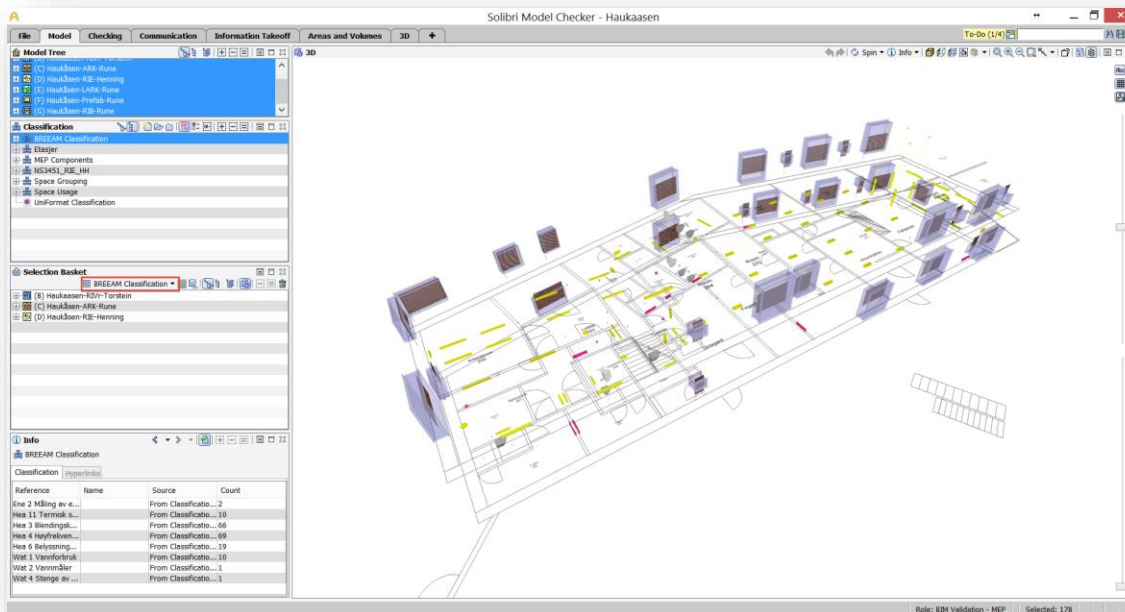 Solibri Model Checker - Haukaasen
File Model Checking Communication Information Takeoff Areas and Volumes 3D +
To-Do (1/4)
Model Tree
(C) Haukåsen-ARK-Rune
(D) Haukåsen-RIE-Henning
(E) Haukåsen-LARK-Rune
(F) Haukåsen-Prefab-Rune
(G) Haukåsen-RIB-Rune
3D
Spin Info
Classification
BREEAM Classification
Etasjer
MEP Components
NS3451_RIE_HH
Space Grouping
Space Usage
UniFormat Classification
Selection Basket
BREEAM Classification
(B) Haukaasen-RIVr-Torstein
(C) Haukåsen-ARK-Rune
(D) Haukåsen-RIE-Henning
Info
BREEAM Classification
Classification Hyperlinks
Reference Name Source Count
Ene 2 Måling av e... From Classificatio... 2
Hea 11 Termisk s... From Classificatio... 10
Hea 3 Blendingsk... From Classificatio... 66
Hea 4 Høyfrekven... From Classificatio... 69
Hea 6 Belyssning... From Classificatio... 19
Wat 1 Vannforbruk From Classificatio... 10
Wat 2 Vannmåler From Classificatio... 1
Wat 4 Stenge av ... From Classificatio... 1
Role: BIM Validation - MEP Selected: 178